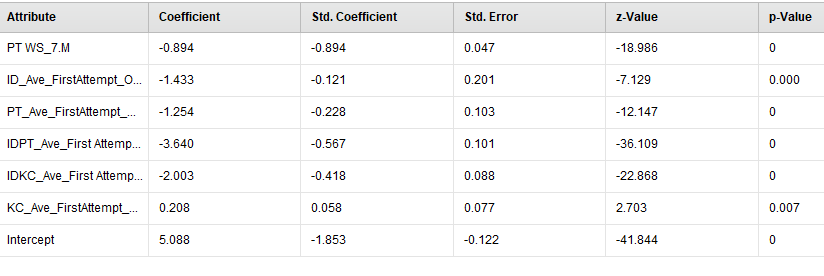 Attribute Coefficient Std. Coefficient Std. Error z-Value p-Value
PT WS_7.M -0.894 -0.894 0.047 -18.986 0
ID_Ave_FirstAttempt_O... -1.433 -0.121 0.201 -7.129 0.000
PT_Ave_FirstAttempt_... -1.254 -0.228 0.103 -12.147 0
IDPT_Ave_First Attemp... -3.640 -0.567 0.101 -36.109 0
IDKC_Ave_First Attemp... -2.003 -0.418 0.088 -22.868 0
KC_Ave_FirstAttempt_... 0.208 0.058 0.077 2.703 0.007
Intercept 5.088 -1.853 -0.122 -41.844 0